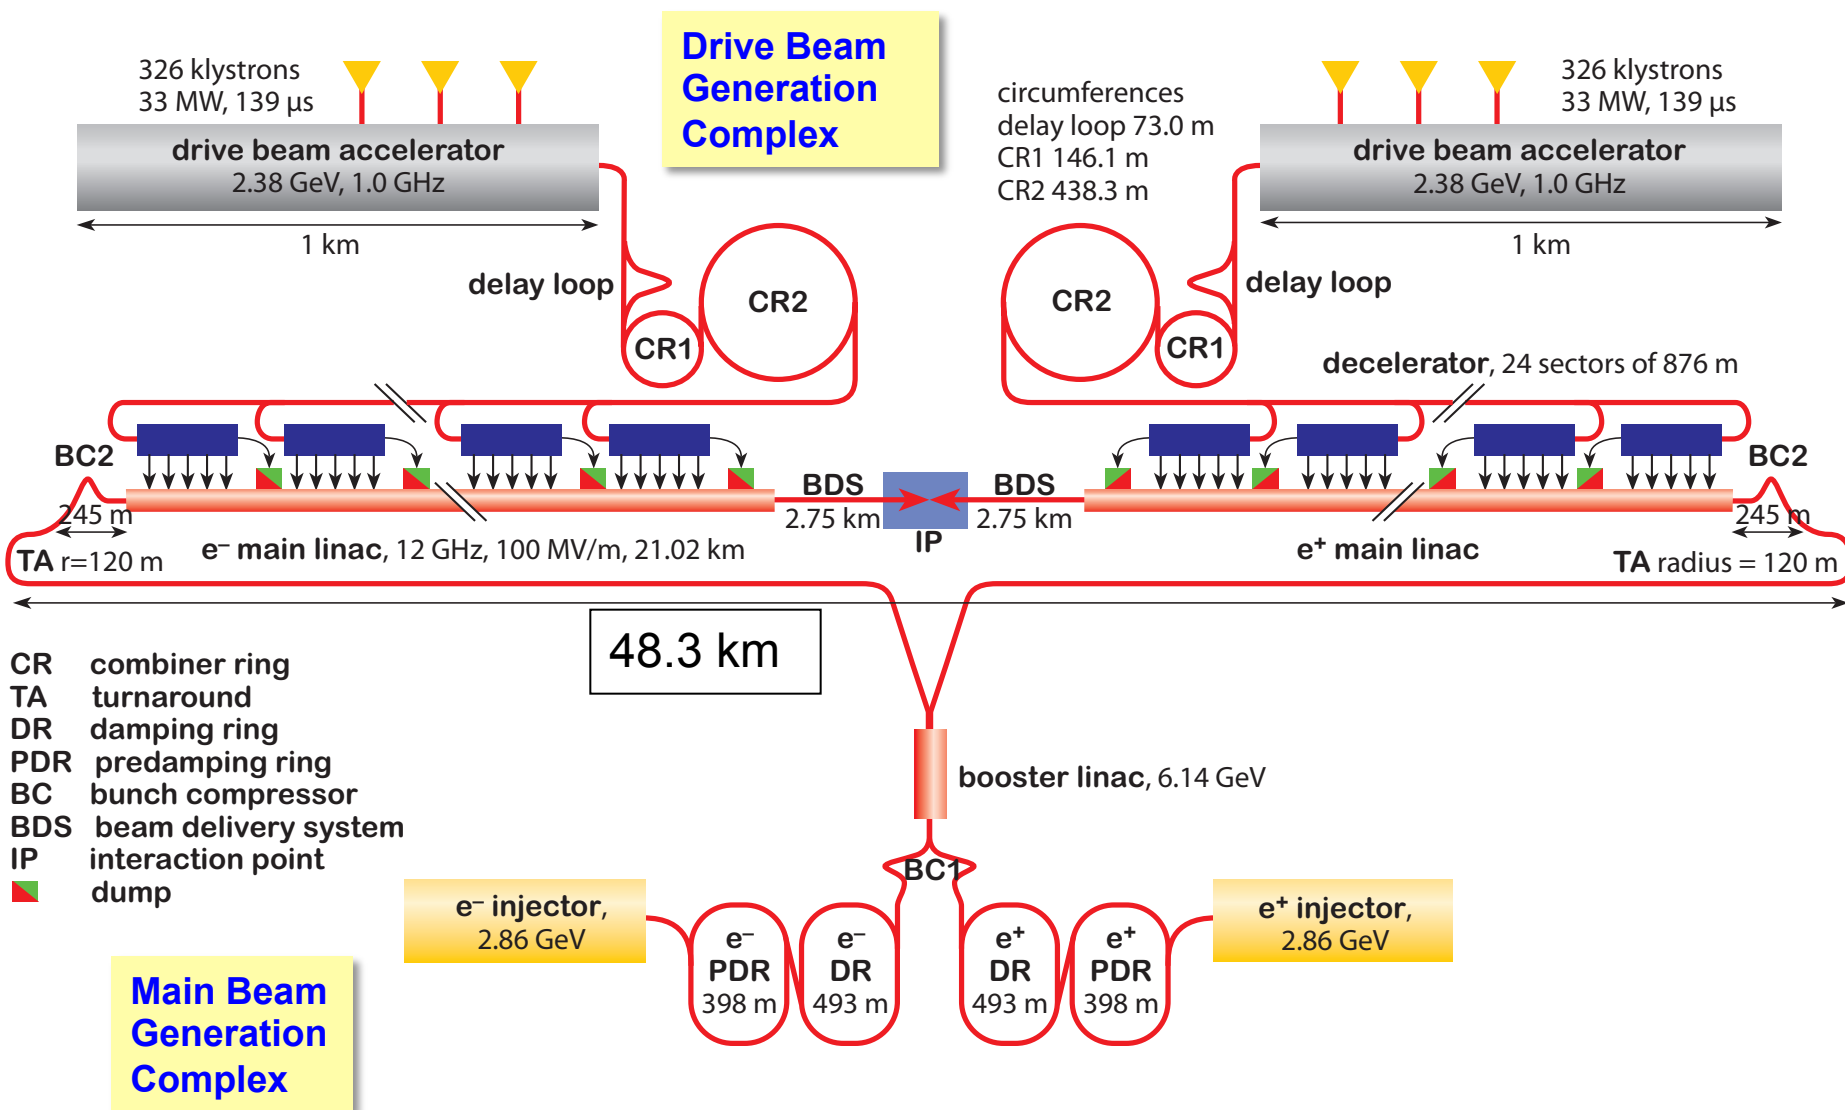 Drive Beam
Generation
Complex
326 klystrons
33 MW, 139 µs
drive beam accelerator
2.38 GeV, 1.0 GHz
1 km
delay loop
CR1
CR2
circumferences
delay loop 73.0 m
CR1 146.1 m
CR2 438.3 m
326 klystrons
33 MW, 139 µs
drive beam accelerator
2.38 GeV, 1.0 GHz
1 km
CR2
CR1
delay loop
decelerator, 24 sectors of 876 m
BC2
245 m
TA r=120 m
e– main linac, 12 GHz, 100 MV/m, 21.02 km
BDS
2.75 km
IP
BDS
2.75 km
e+ main linac
BC2
245 m
TA radius = 120 m
48.3 km
CR combiner ring
TA turnaround
DR damping ring
PDR predamping ring
BC bunch compressor
BDS beam delivery system
IP interaction point
dump
booster linac, 6.14 GeV
BC1
e– injector,
2.86 GeV
e–
PDR
398 m
e–
DR
493 m
e+
DR
493 m
e+
PDR
398 m
e+ injector,
2.86 GeV
Main Beam
Generation
Complex